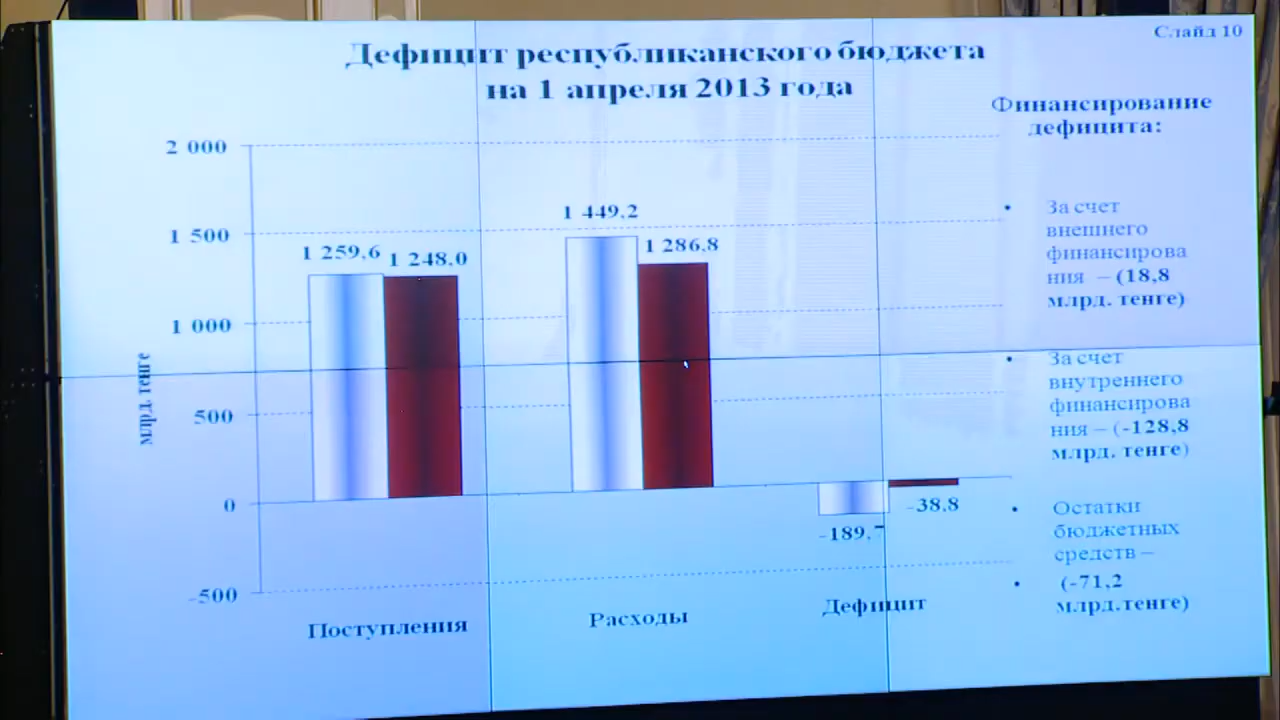 Слайд 10
Дефицит республиканского бюджета
на 1 апреля 2013 года
Финансирование
дефицита:
2 000
1 500
1 000
500
0
-500
млрд. тенге
1 259.6
1 248.0
1 449.2
1 286.8
-189.7
-38.8
Поступления
Расходы
Дефицит
• За счет
внешнего
финансирова
ния – (18,8
млрд. тенге)
• За счет
внутреннего
финансирова
ния – (-128,8
млрд. тенге)
• Остатки
бюджетных
средств –
• (-71,2
млрд.тенге)